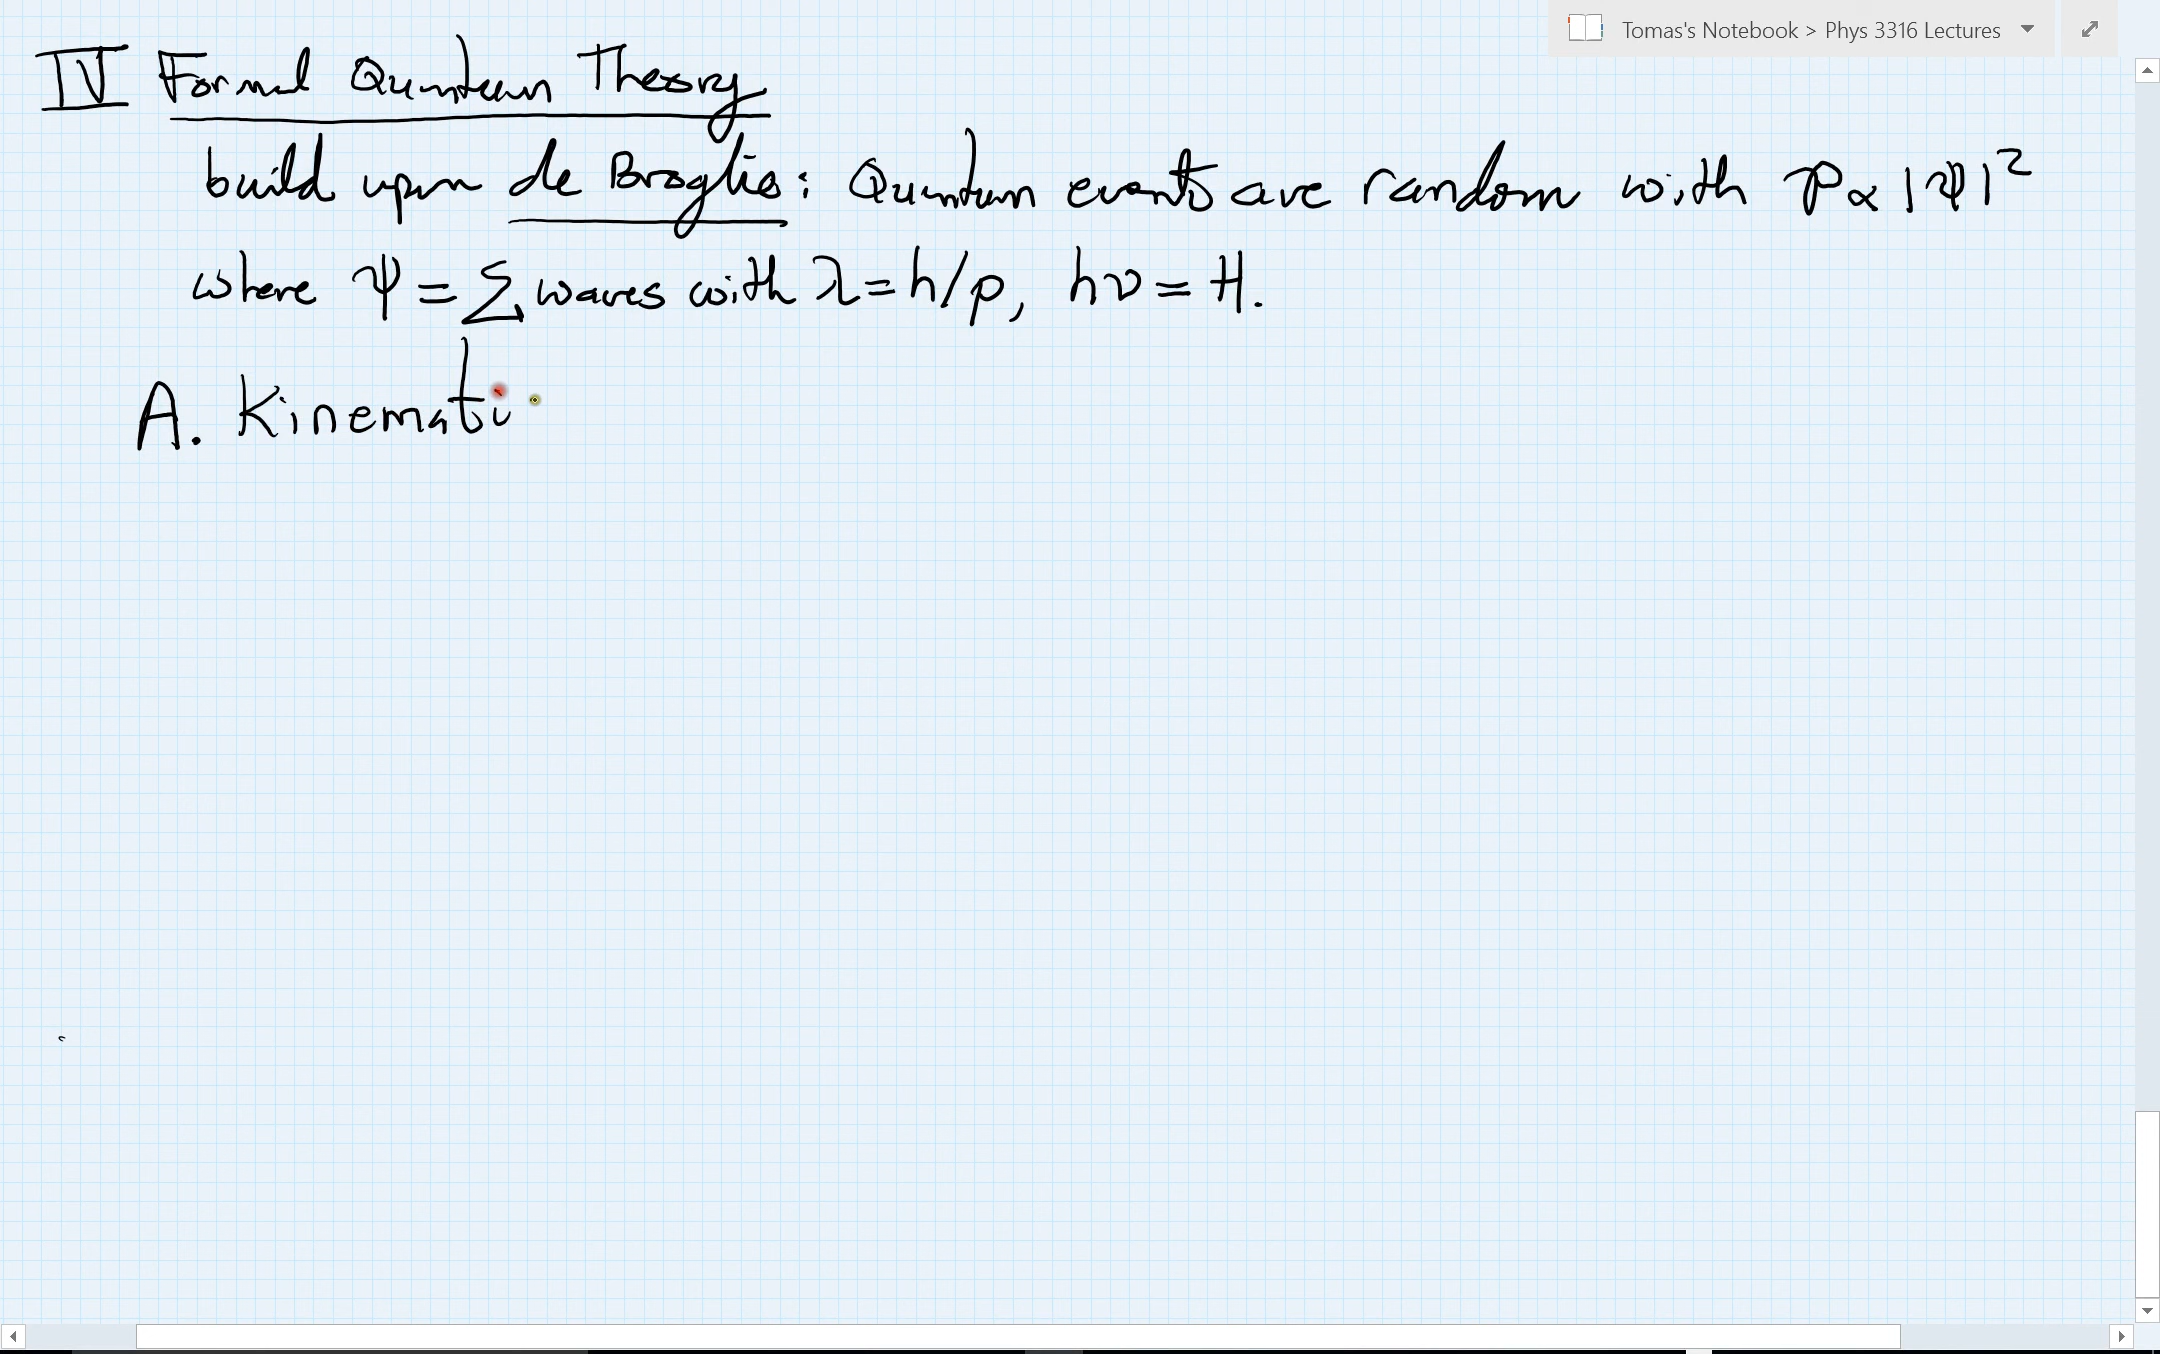 Tomas's Notebook > Phys 3316 Lectures
IV Formal Quantum Theory
build upon de Broglie: Quantum events are random with P ∝ |Ψ|²
where Ψ = ∑ waves with λ = h/p, hν = H.
A. Kinemati